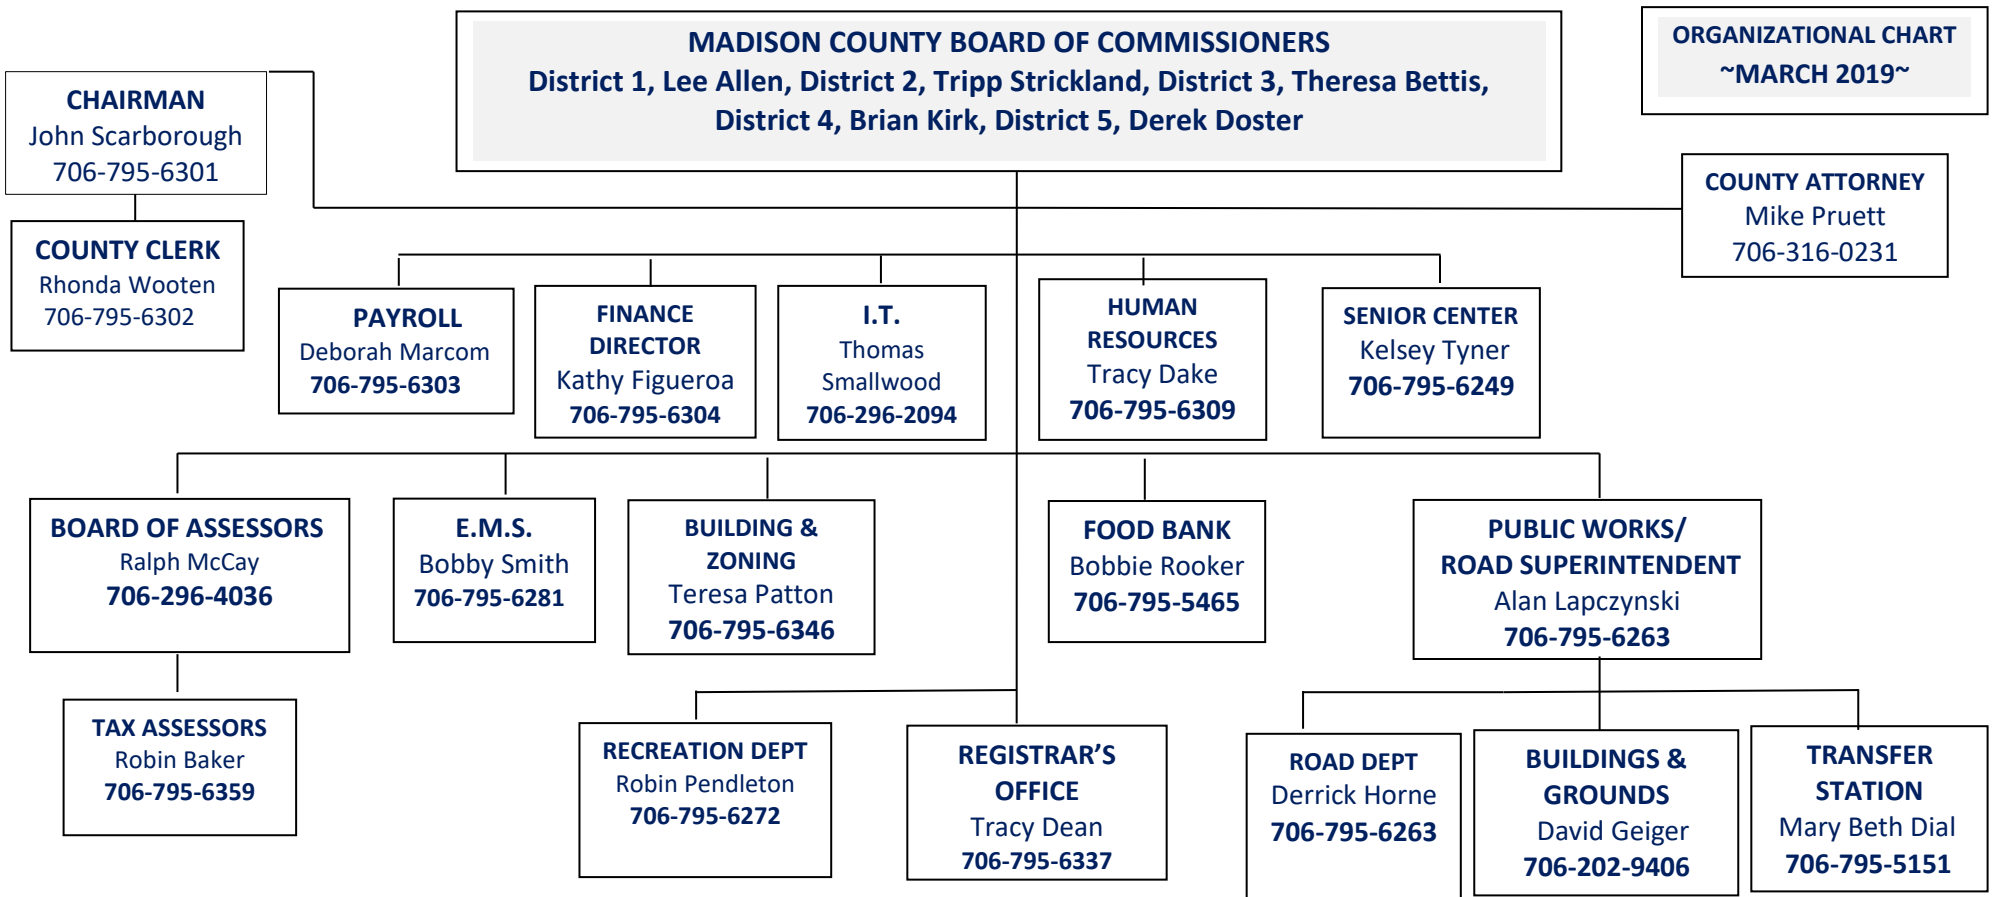 MADISON COUNTY BOARD OF COMMISSIONERS
District 1, Lee Allen, District 2, Tripp Strickland, District 3, Theresa Bettis,
District 4, Brian Kirk, District 5, Derek Doster
ORGANIZATIONAL CHART
~MARCH 2019~
CHAIRMAN
John Scarborough
706-795-6301
COUNTY ATTORNEY
Mike Pruett
706-316-0231
COUNTY CLERK
Rhonda Wooten
706-795-6302
PAYROLL
Deborah Marcom
706-795-6303
FINANCE
DIRECTOR
Kathy Figueroa
706-795-6304
I.T.
Thomas
Smallwood
706-296-2094
HUMAN
RESOURCES
Tracy Dake
706-795-6309
SENIOR CENTER
Kelsey Tyner
706-795-6249
BOARD OF ASSESSORS
Ralph McCay
706-296-4036
E.M.S.
Bobby Smith
706-795-6281
BUILDING &
ZONING
Teresa Patton
706-795-6346
FOOD BANK
Bobbie Rooker
706-795-5465
PUBLIC WORKS/
ROAD SUPERINTENDENT
Alan Lapczynski
706-795-6263
TAX ASSESSORS
Robin Baker
706-795-6359
RECREATION DEPT
Robin Pendleton
706-795-6272
REGISTRAR’S
OFFICE
Tracy Dean
706-795-6337
ROAD DEPT
Derrick Horne
706-795-6263
BUILDINGS &
GROUNDS
David Geiger
706-202-9406
TRANSFER
STATION
Mary Beth Dial
706-795-5151